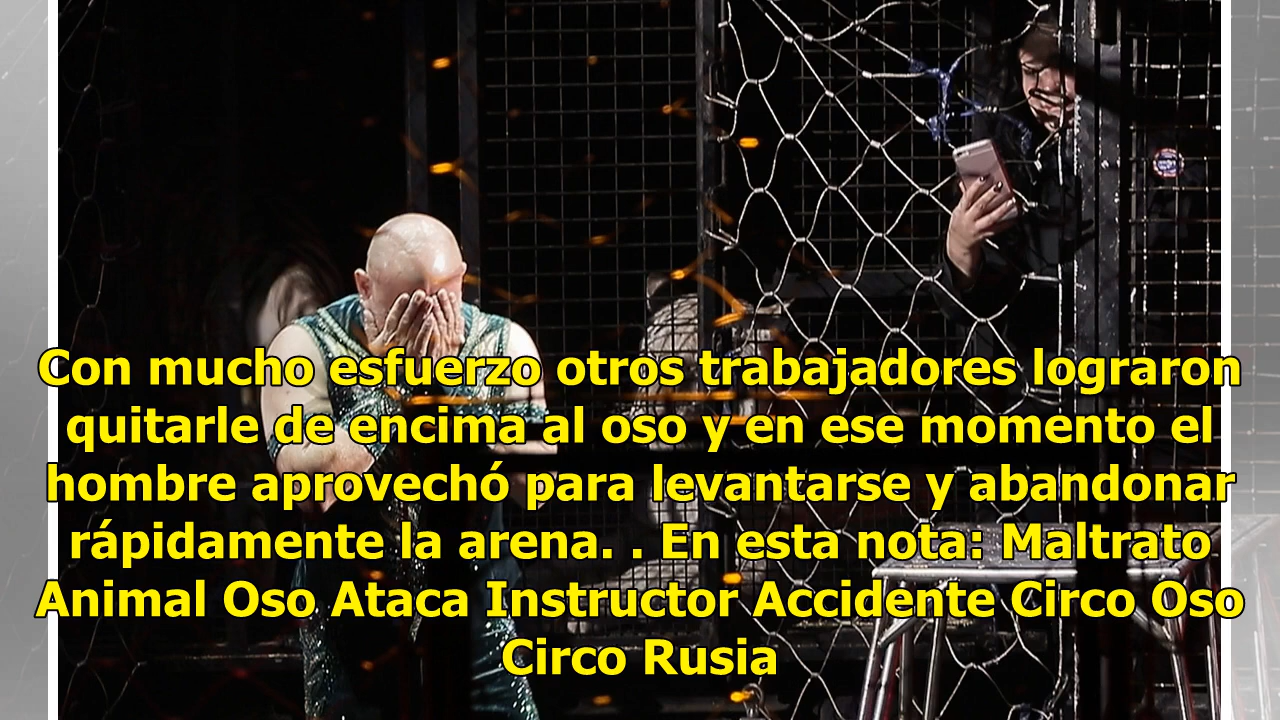 Con mucho esfuerzo otros trabajadores lograron
quitarle de encima al oso y en ese momento el
hombre aprovechó para levantarse y abandonar
rápidamente la arena. . En esta nota: Maltrato
Animal Oso Ataca Instructor Accidente Circo Oso
Circo Rusia